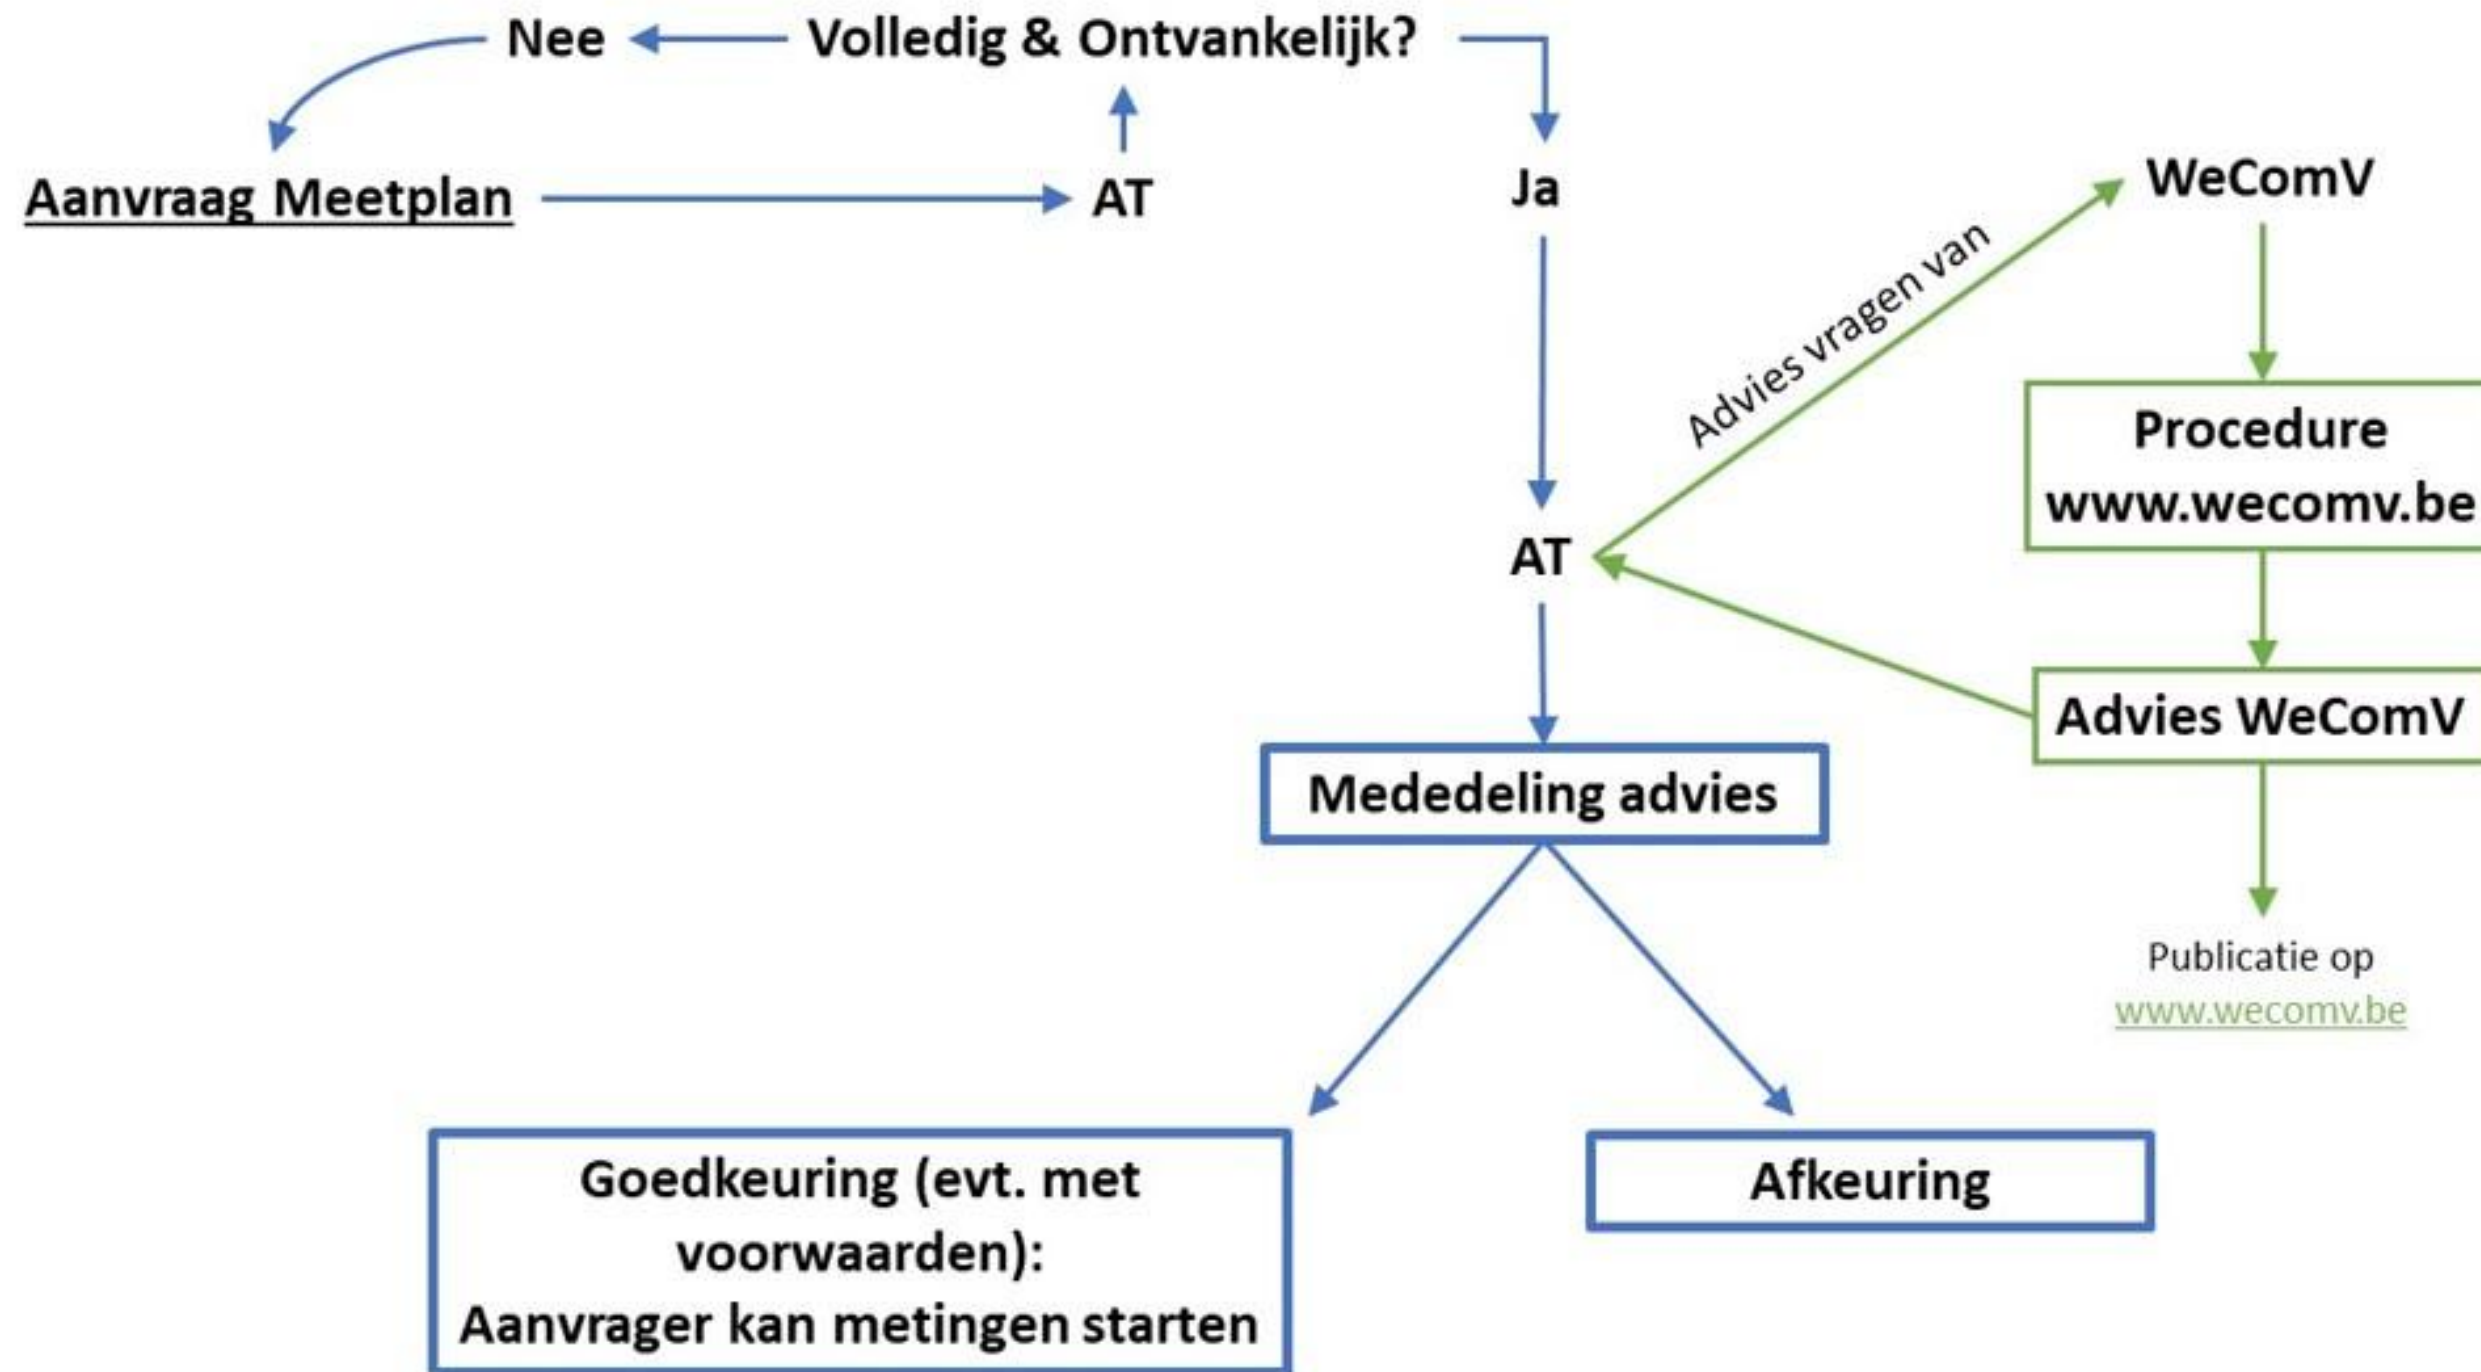 Nee
Volledig & Ontvankelijk?
Aanvraag Meetplan
AT
Ja
WeComV
Advies vragen van
Procedure
www.wecomv.be
AT
Advies WeComV
Mededeling advies
Publicatie op
www.wecomv.be
Goedkeuring (evt. met
voorwaarden):
Aanvrager kan metingen starten
Afkeuring